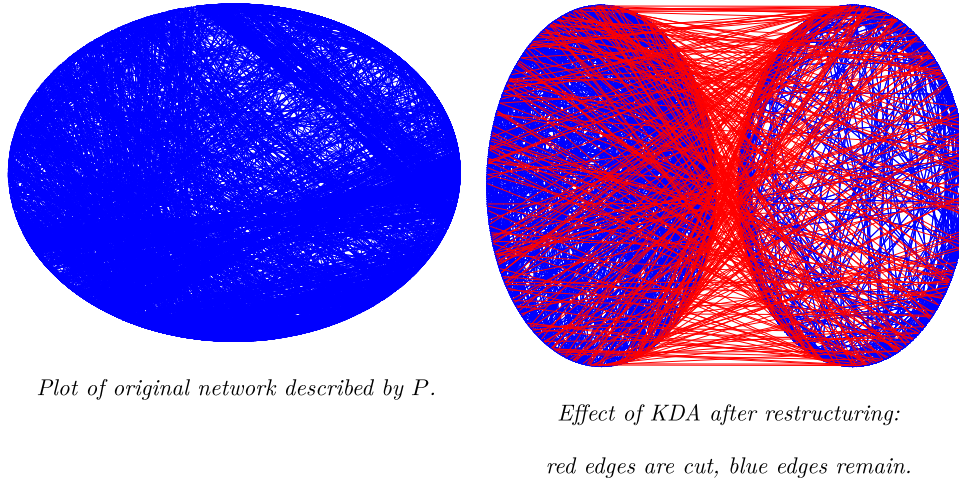 Plot of original network described by P.
Effect of KDA after restructuring:
red edges are cut, blue edges remain.